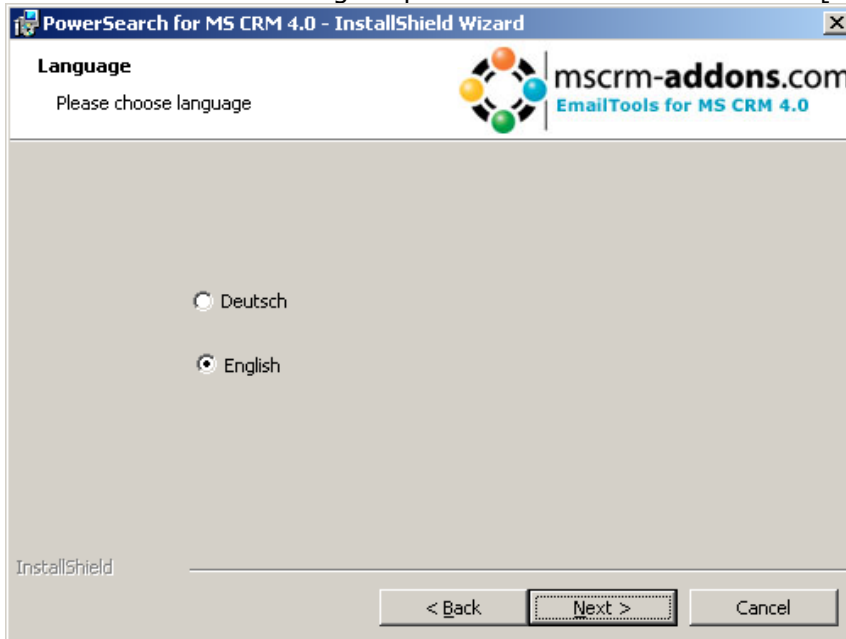 PowerSearch for MS CRM 4.0 - InstallShield Wizard
Language
Please choose language
mscrm-addons.com
EmailTools for MS CRM 4.0
Deutsch
English
InstallShield
< Back
Next >
Cancel